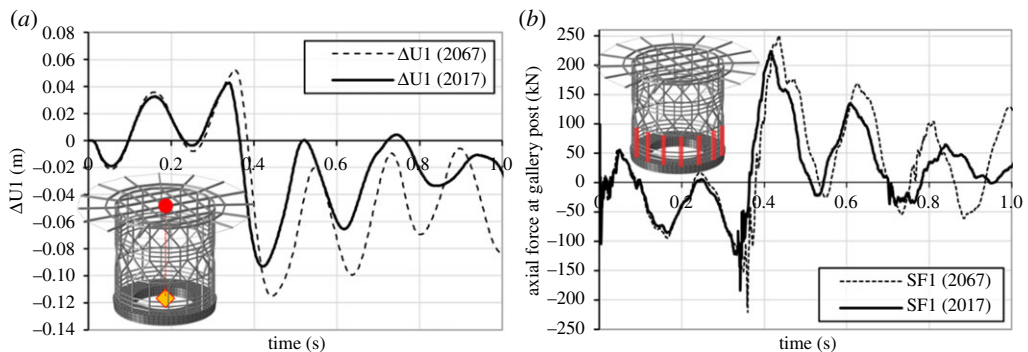 (a)
0.08
0.06
0.04
0.02
0
–0.02
–0.04
–0.06
–0.08
–0.10
–0.12
–0.14
ΔU1 (m)
0 0.2 0.4 0.6 0.8 1.0
time (s)
ΔU1 (2067)
ΔU1 (2017)
(b)
250
200
150
100
50
0
–50
–100
–150
–200
–250
axial force at gallery post (kN)
0 0.2 0.4 0.6 0.8 1.0
time (s)
SF1 (2067)
SF1 (2017)